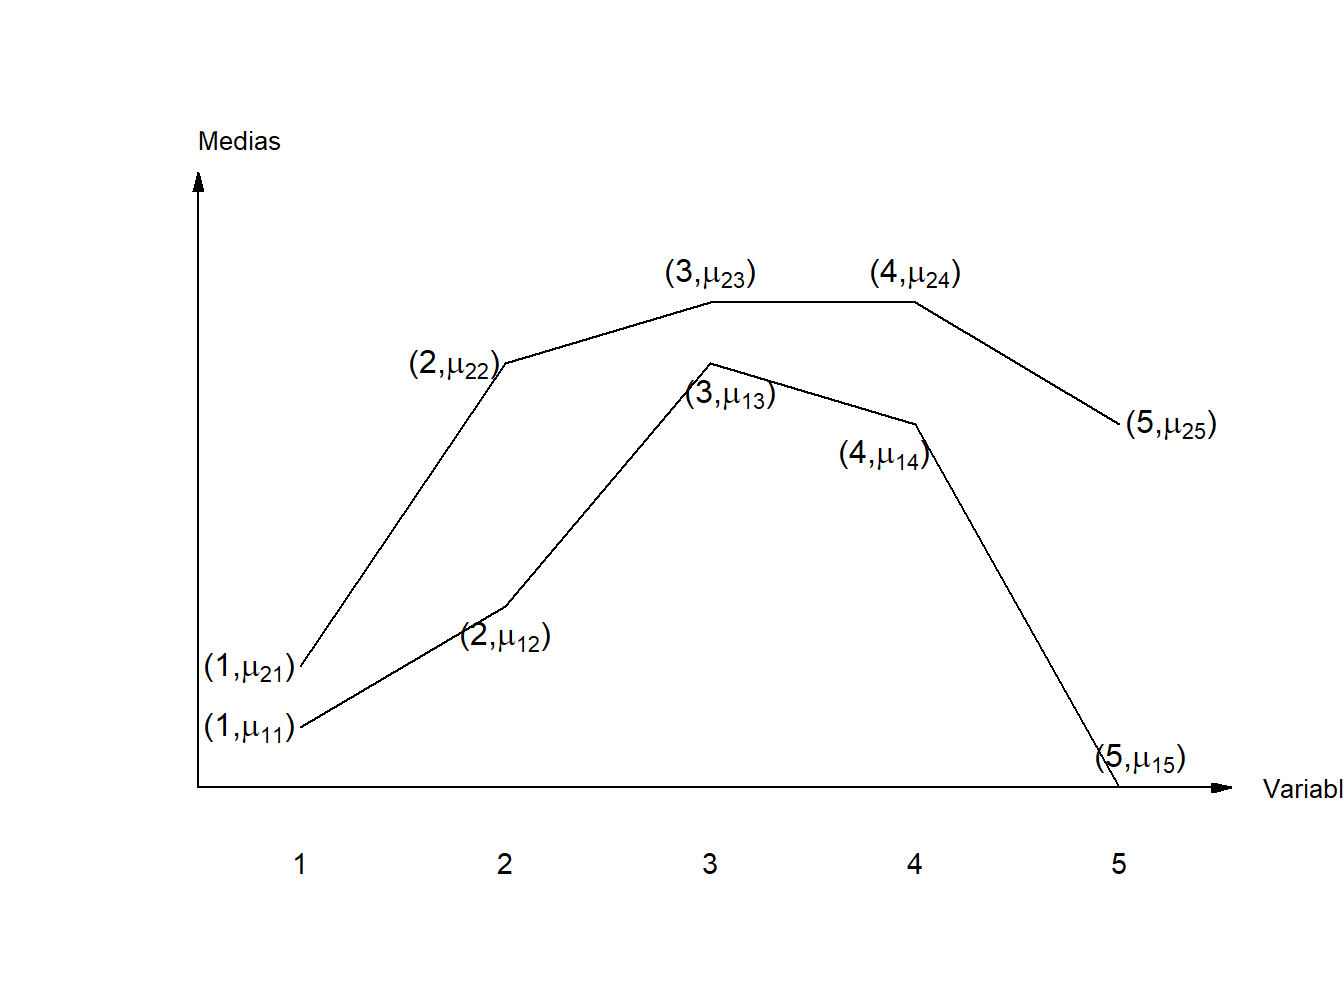 Medias
(3,μ23) (4,μ24)
(2,μ22)
(3,μ13)
(5,μ25)
(4,μ14)
(2,μ12)
(1,μ21)
(1,μ11)
(5,μ15)
Variabl
1 2 3 4 5